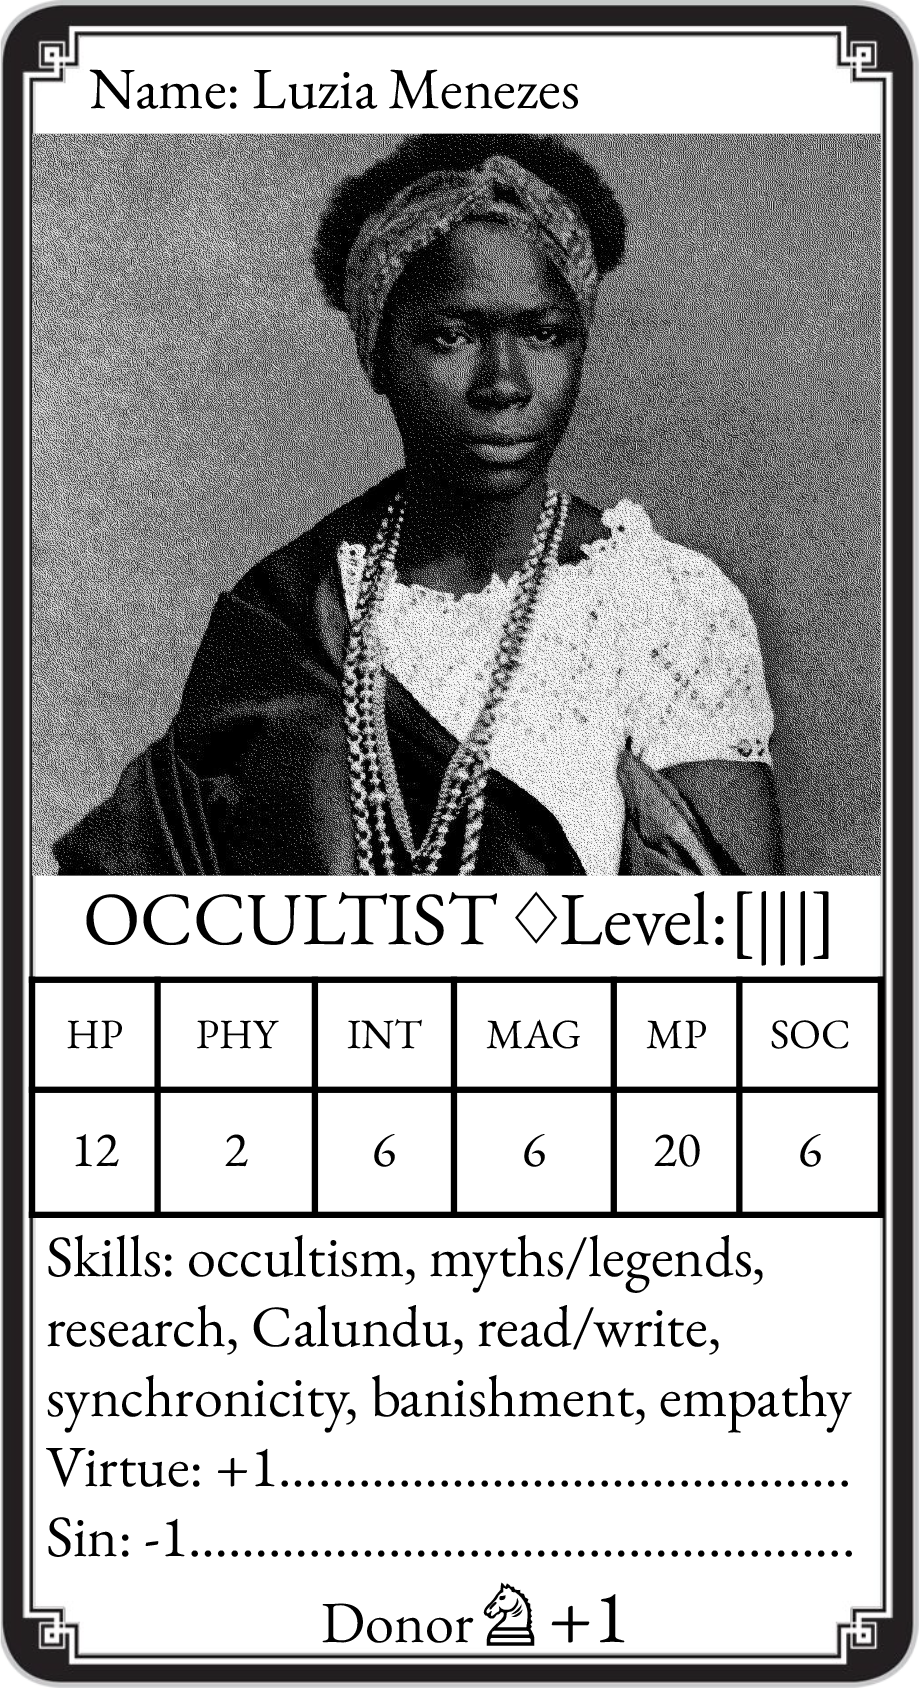 Name: Luzia Menezes
OCCULTIST ♢Level:[|||]
HP PHY INT MAG MP SOC
12 2 6 6 20 6
Skills: occultism, myths/legends,
research, Calundu, read/write,
synchronicity, banishment, empathy
Virtue: +1...........................................
Sin: -1..................................................
Donor ♘ +1